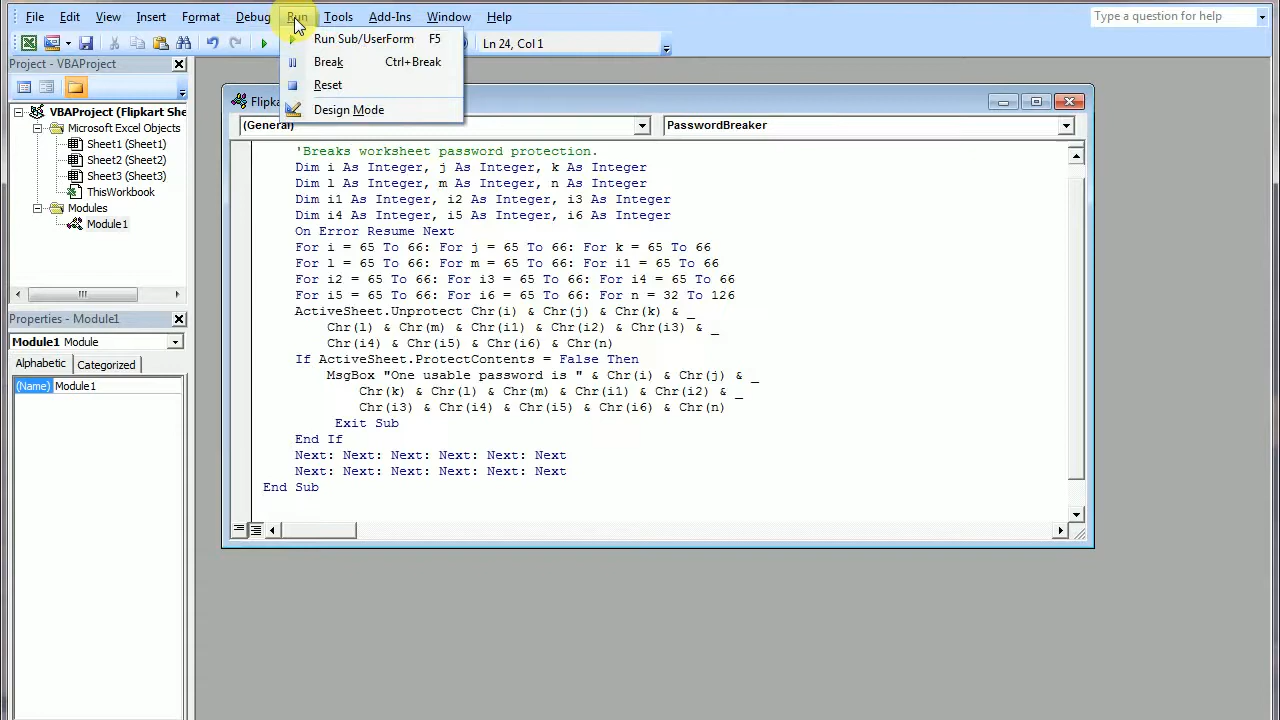 File Edit View Insert Format Debug Run Tools Add-Ins Window Help
Type a question for help
Ln 24, Col 1
Run Sub/UserForm F5
Break Ctrl+Break
Reset
Design Mode
Project - VBAProject
VBAProject (Flipkart She
Microsoft Excel Objects
Sheet1 (Sheet1)
Sheet2 (Sheet2)
Sheet3 (Sheet3)
ThisWorkbook
Modules
Module1
Properties - Module1
Module1 Module
Alphabetic Categorized
(Name) Module1
(General) PasswordBreaker
'Breaks worksheet password protection.
Dim i As Integer, j As Integer, k As Integer
Dim l As Integer, m As Integer, n As Integer
Dim i1 As Integer, i2 As Integer, i3 As Integer
Dim i4 As Integer, i5 As Integer, i6 As Integer
On Error Resume Next
For i = 65 To 66: For j = 65 To 66: For k = 65 To 66
For l = 65 To 66: For m = 65 To 66: For i1 = 65 To 66
For i2 = 65 To 66: For i3 = 65 To 66: For i4 = 65 To 66
For i5 = 65 To 66: For i6 = 65 To 66: For n = 32 To 126
ActiveSheet.Unprotect Chr(i) & Chr(j) & Chr(k) & _
Chr(l) & Chr(m) & Chr(i1) & Chr(i2) & Chr(i3) & _
Chr(i4) & Chr(i5) & Chr(i6) & Chr(n)
If ActiveSheet.ProtectContents = False Then
MsgBox "One usable password is " & Chr(i) & Chr(j) & _
Chr(k) & Chr(l) & Chr(m) & Chr(i1) & Chr(i2) & _
Chr(i3) & Chr(i4) & Chr(i5) & Chr(i6) & Chr(n)
Exit Sub
End If
Next: Next: Next: Next: Next: Next
Next: Next: Next: Next: Next: Next
End Sub